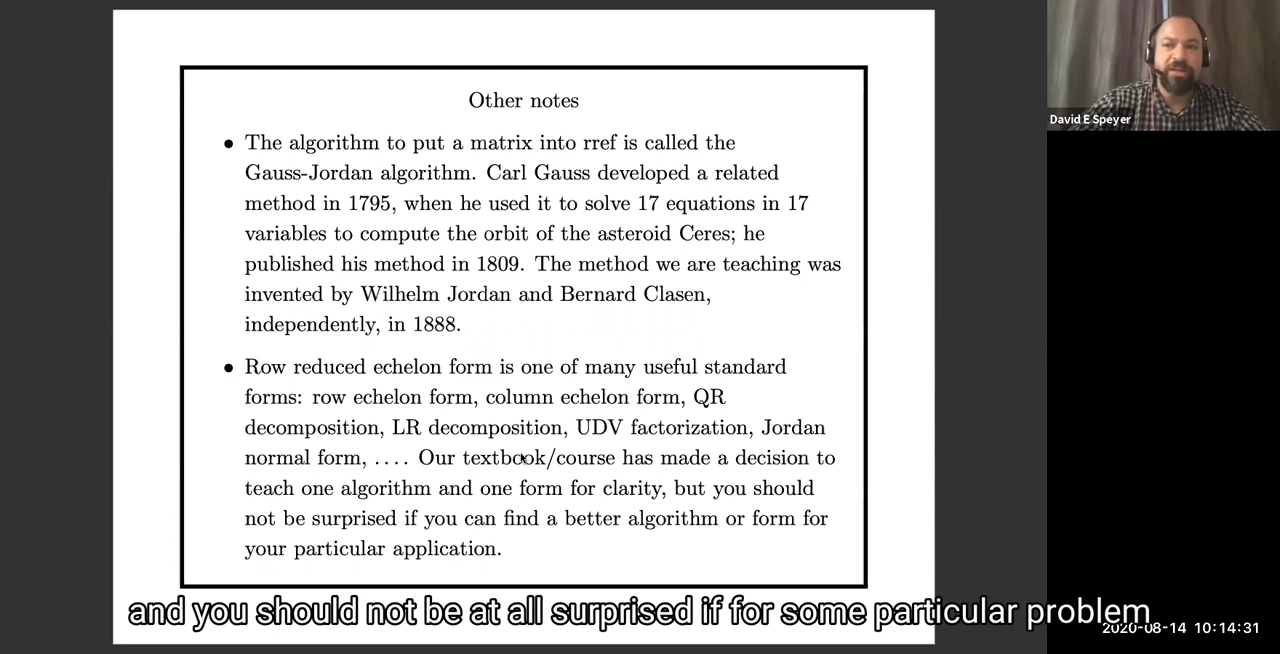 Other notes
• The algorithm to put a matrix into rref is called the
Gauss-Jordan algorithm. Carl Gauss developed a related
method in 1795, when he used it to solve 17 equations in 17
variables to compute the orbit of the asteroid Ceres; he
published his method in 1809. The method we are teaching was
invented by Wilhelm Jordan and Bernard Clasen,
independently, in 1888.
• Row reduced echelon form is one of many useful standard
forms: row echelon form, column echelon form, QR
decomposition, LR decomposition, UDV factorization, Jordan
normal form, .... Our textbook/course has made a decision to
teach one algorithm and one form for clarity, but you should
not be surprised if you can find a better algorithm or form for
your particular application.
and you should not be at all surprised if for some particular problem
David E Speyer
2020-08-14 10:14:31